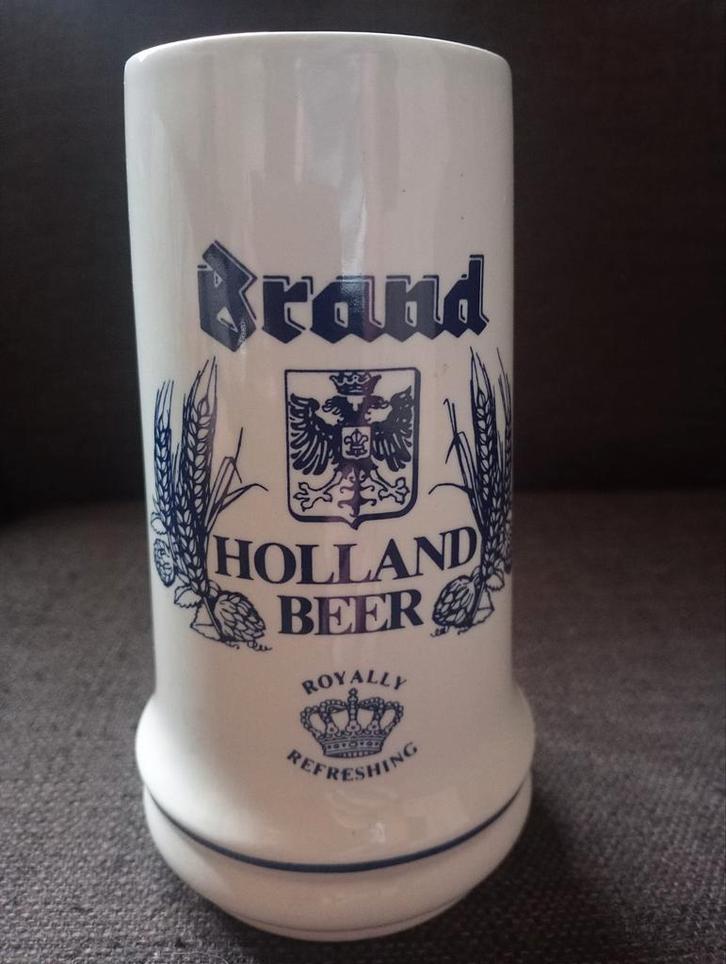 Brand
HOLLAND
BEER
ROYALLY
REFRESHING